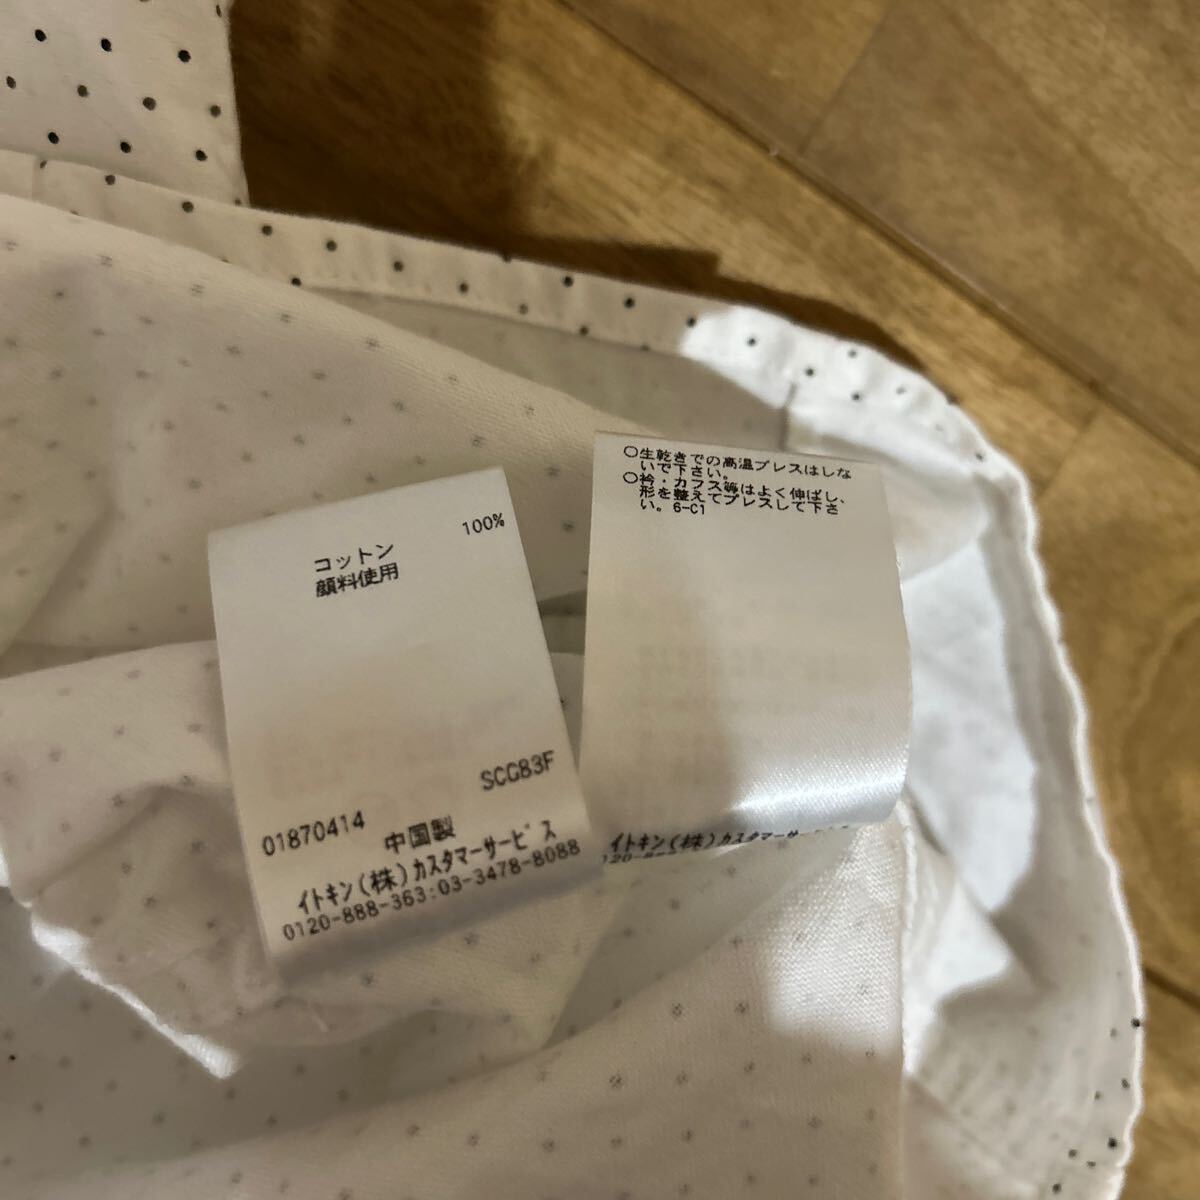 100%
コットン
顔料使用
SCG83F
01870414
中国製
イトキン(株)カスタマーサービス
0120-888-363:03-3478-8088
○生乾きでの高温プレスはしな
いで下さい。
○衿・カフス等はよく伸ばし、
形を整えてプレスして下さ
い。6-C1
イトキン(株)カスタマーサ